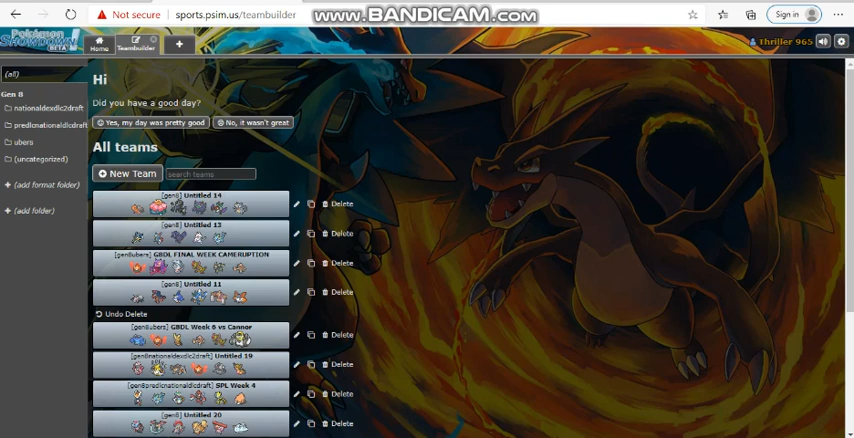 Not secure
sports.psim.us/teambuilder
www.BANDICAM.com
Sign in
Pokémon
SHOWDOWN!
BETA
Home
Teambuilder
Thriller 965
(all)
Gen 8
nationaldexdlc2draft
predlcnationaldlcdraft
ubers
(uncategorized)
(add format folder)
(add folder)
Hi
Did you have a good day?
Yes, my day was pretty good
No, it wasn't great
All teams
New Team
search teams
[gen8] Untitled 14
Delete
[gen8] Untitled 13
Delete
[gen8ubers] GBDL FINAL WEEK CAMERUPTION
Delete
[gen8] Untitled 11
Delete
Undo Delete
[gen8ubers] GBDL Week 6 vs Cannor
Delete
[gen8nationaldexdlc2draft] Untitled 19
Delete
[gen8predlcnationaldlcdraft] SPL Week 4
Delete
[gen8] Untitled 20
Delete